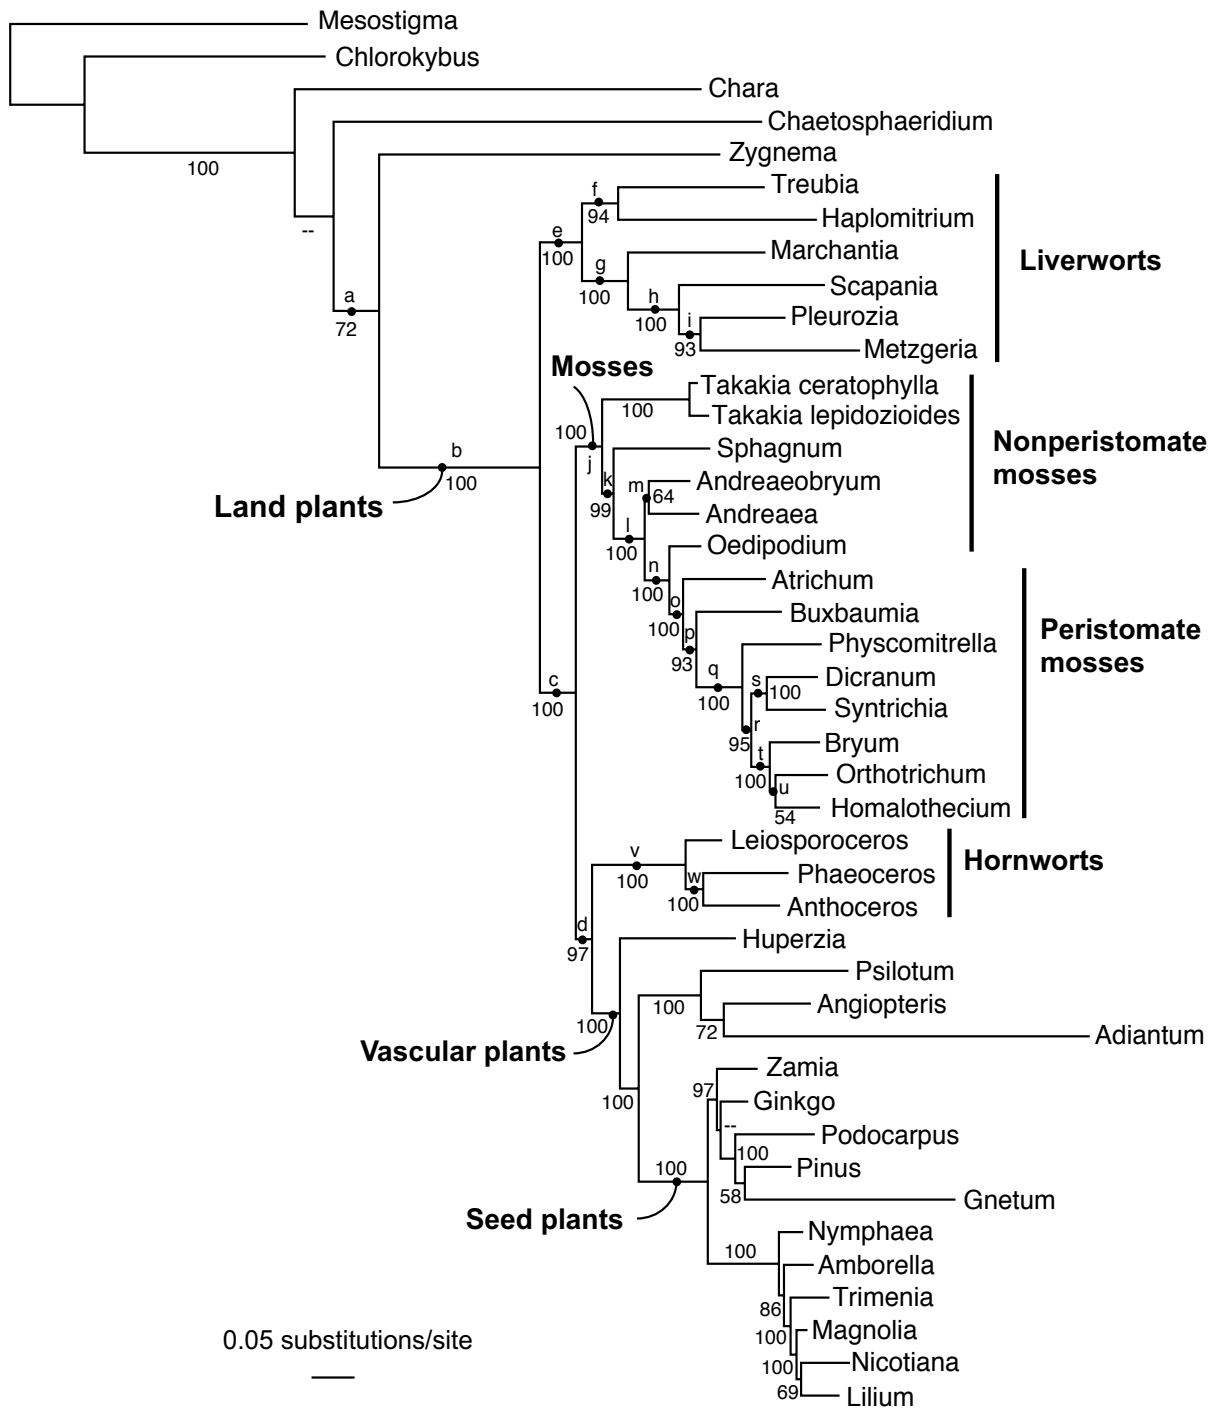 Mesostigma
Chlorokybus
Chara
Chaetosphaeridium
Zygnema
100
--
a
72
b
100
Land plants
Treubia
f
94
Haplomitrium
e
100
Marchantia
g
100
Liverworts
Scapania
h
100
Pleurozia
i
93
Metzgeria
Mosses
Takakia ceratophylla
100
Takakia lepidozioides
100
j
Sphagnum
Nonperistomate
mosses
k
99
Andreaeobryum
m
64
Andreaea
l
100
Oedipodium
n
100
Atrichum
o
100
Buxbaumia
Peristomate
mosses
p
93
Physcomitrella
q
100
Dicranum
s
100
Syntrichia
r
95
Bryum
t
100
Orthotrichum
u
54
Homalothecium
c
100
Leiosporoceros
v
100
Hornworts
Phaeoceros
w
100
Anthoceros
d
97
Huperzia
Psilotum
100
Angiopteris
72
Adiantum
100
Vascular plants
Zamia
97
Ginkgo
100
--
Podocarpus
100
Pinus
58
Gnetum
100
Seed plants
Nymphaea
100
Amborella
86
Trimenia
100
Magnolia
100
Nicotiana
69
Lilium
0.05 substitutions/site